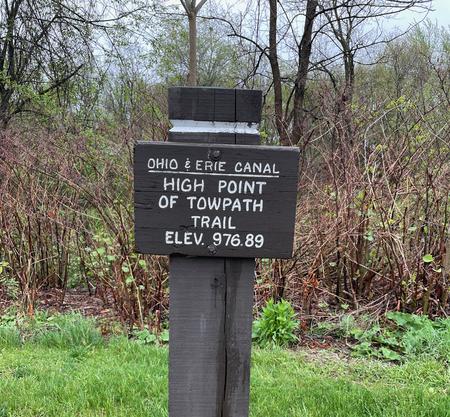 OHIO & ERIE CANAL
HIGH POINT
OF TOWPATH
TRAIL
ELEV. 976.89